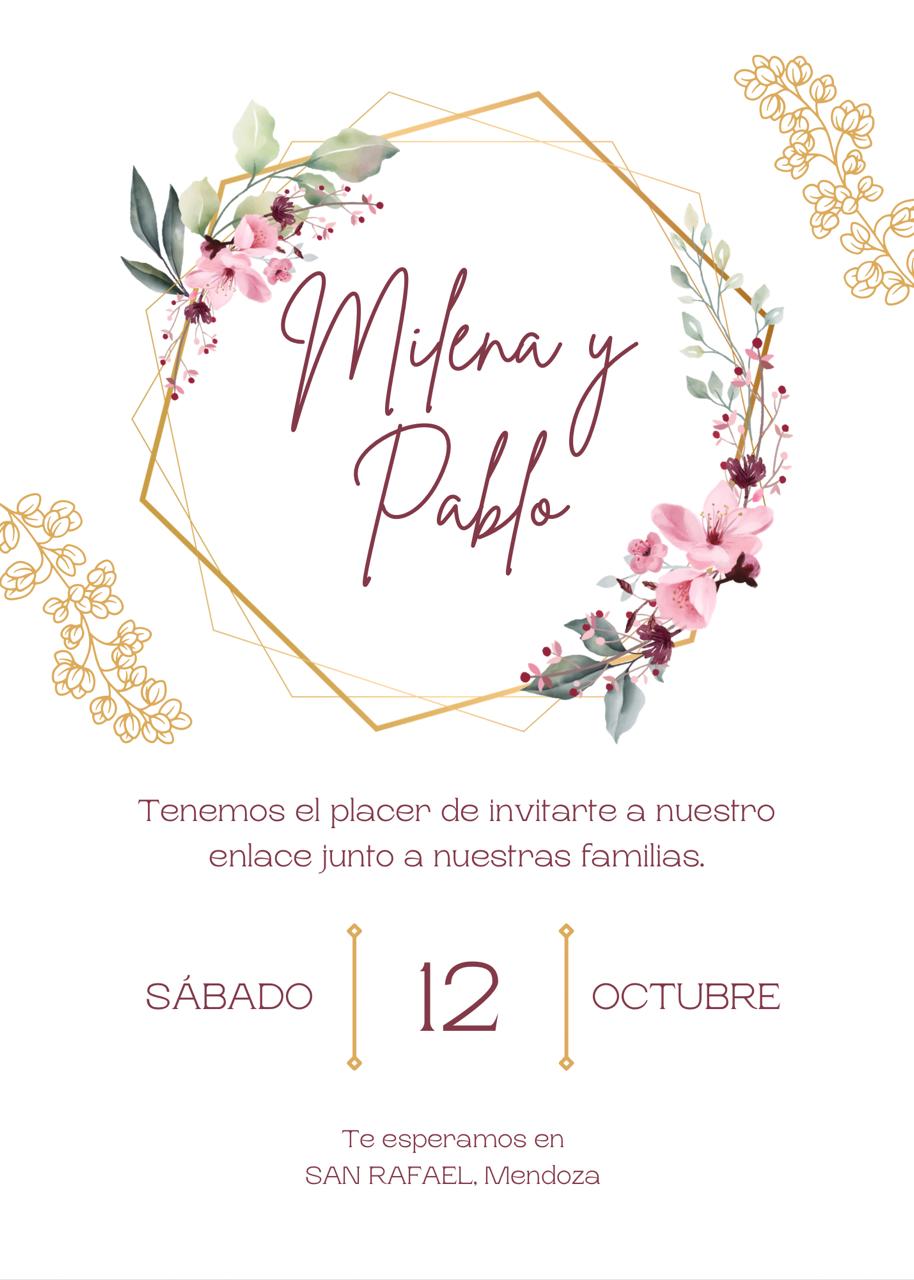 Milena y
Pablo
Tenemos el placer de invitarte a nuestro
enlace junto a nuestras familias.
SÁBADO
12
OCTUBRE
Te esperamos en
SAN RAFAEL, Mendoza